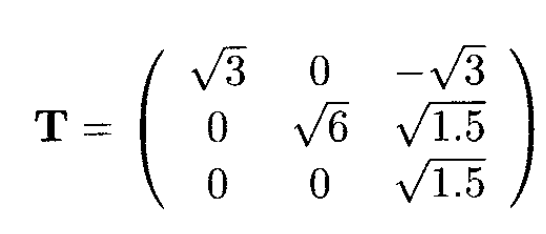 √3 0 −√3
T = ( 0 √6 √1.5 )
0 0 √1.5